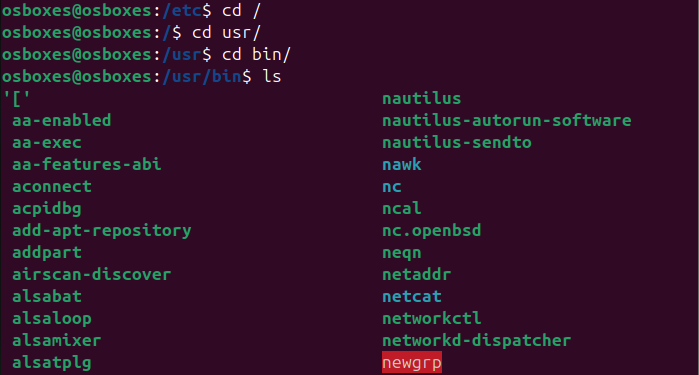 osboxes@osboxes:/etc$ cd /
osboxes@osboxes:/$ cd usr/
osboxes@osboxes:/usr$ cd bin/
osboxes@osboxes:/usr/bin$ ls
'[' nautilus
aa-enabled nautilus-autorun-software
aa-exec nautilus-sendto
aa-features-abi nawk
aconnect nc
acpidbg ncal
add-apt-repository nc.openbsd
addpart neqn
airscan-discover netaddr
alsabat netcat
alsaloop networkctl
alsamixer networkd-dispatcher
alsatplg newgrp